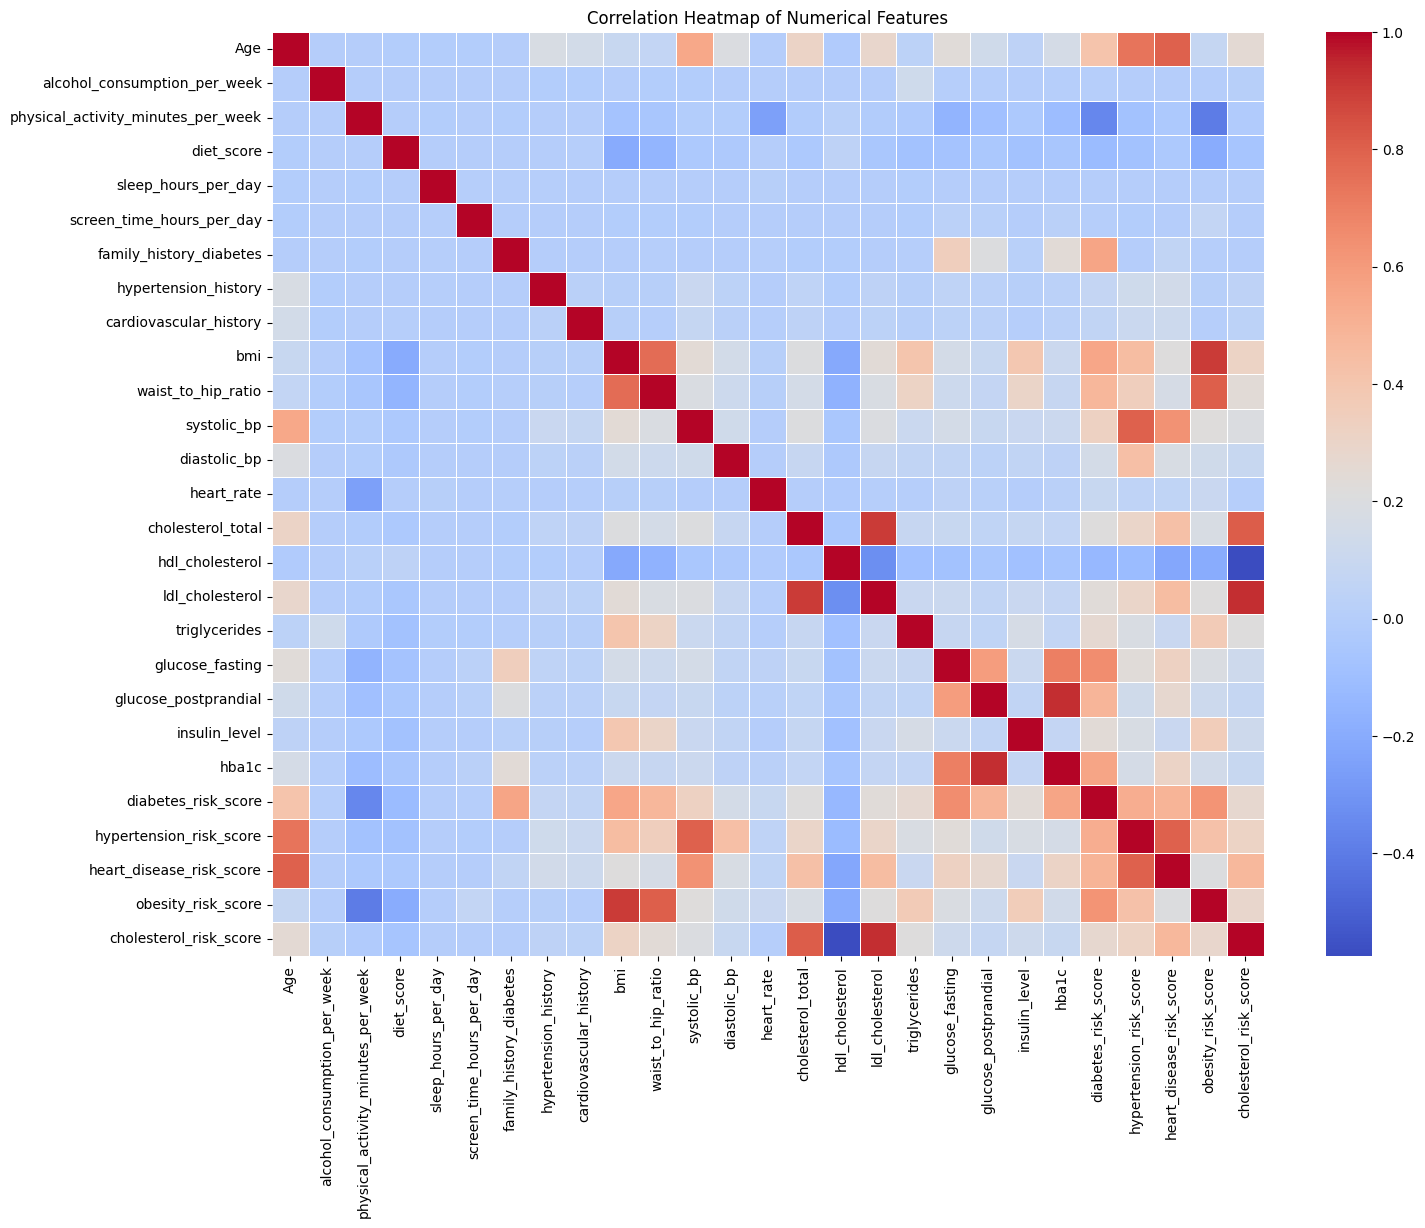 Correlation Heatmap of Numerical Features
Age
alcohol_consumption_per_week
physical_activity_minutes_per_week
diet_score
sleep_hours_per_day
screen_time_hours_per_day
family_history_diabetes
hypertension_history
cardiovascular_history
bmi
waist_to_hip_ratio
systolic_bp
diastolic_bp
heart_rate
cholesterol_total
hdl_cholesterol
ldl_cholesterol
triglycerides
glucose_fasting
glucose_postprandial
insulin_level
hba1c
diabetes_risk_score
hypertension_risk_score
heart_disease_risk_score
obesity_risk_score
cholesterol_risk_score
Age
alcohol_consumption_per_week
physical_activity_minutes_per_week
diet_score
sleep_hours_per_day
screen_time_hours_per_day
family_history_diabetes
hypertension_history
cardiovascular_history
bmi
waist_to_hip_ratio
systolic_bp
diastolic_bp
heart_rate
cholesterol_total
hdl_cholesterol
ldl_cholesterol
triglycerides
glucose_fasting
glucose_postprandial
insulin_level
hba1c
diabetes_risk_score
hypertension_risk_score
heart_disease_risk_score
obesity_risk_score
cholesterol_risk_score
1.0
0.8
0.6
0.4
0.2
0.0
−0.2
−0.4